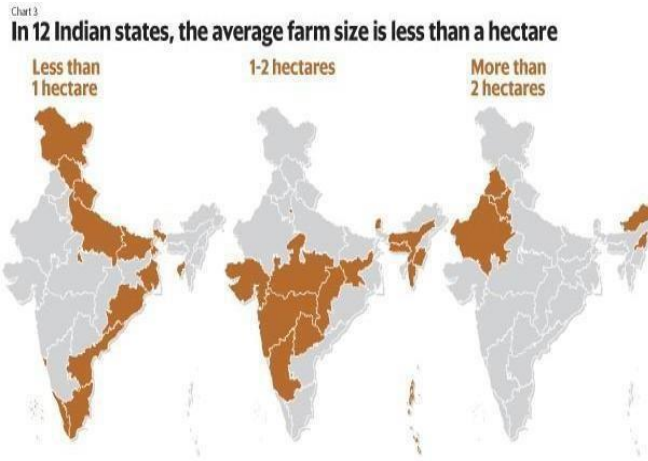 Chart 3
In 12 Indian states, the average farm size is less than a hectare
Less than
1 hectare
1-2 hectares
More than
2 hectares